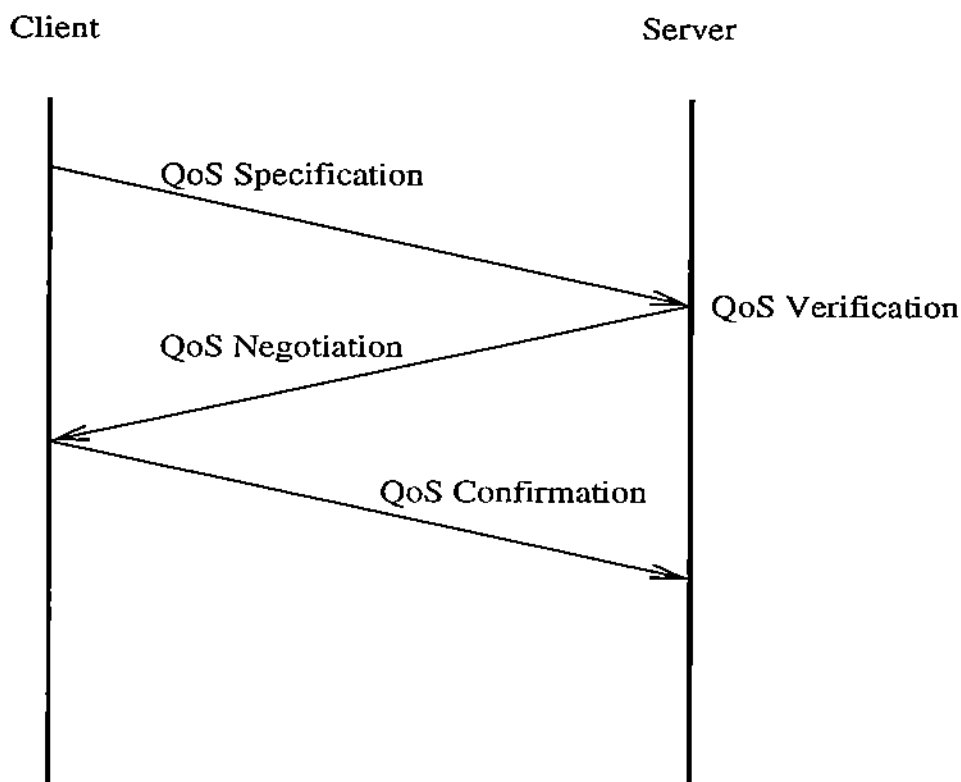 Client
Server
QoS Specification
QoS Verification
QoS Negotiation
QoS Confirmation